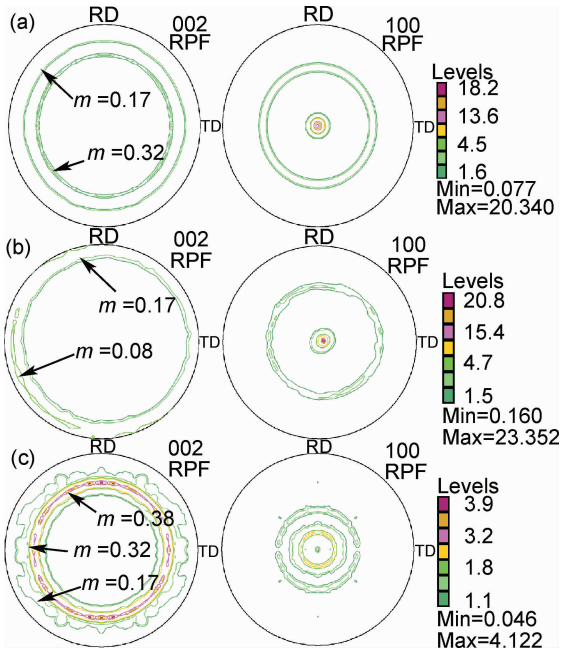 (a)
RD
002
RPF
m =0.17
m =0.32
TD
RD
100
RPF
Levels
18.2
13.6
4.5
1.6
Min=0.077
Max=20.340
(b)
RD
002
RPF
m =0.17
m =0.08
TD
RD
100
RPF
TD
Levels
20.8
15.4
4.7
1.5
Min=0.160
Max=23.352
(c)
RD
002
RPF
m =0.38
m =0.32
m =0.17
TD
RD
100
RPF
TD
Levels
3.9
3.2
1.8
1.1
Min=0.046
Max=4.122